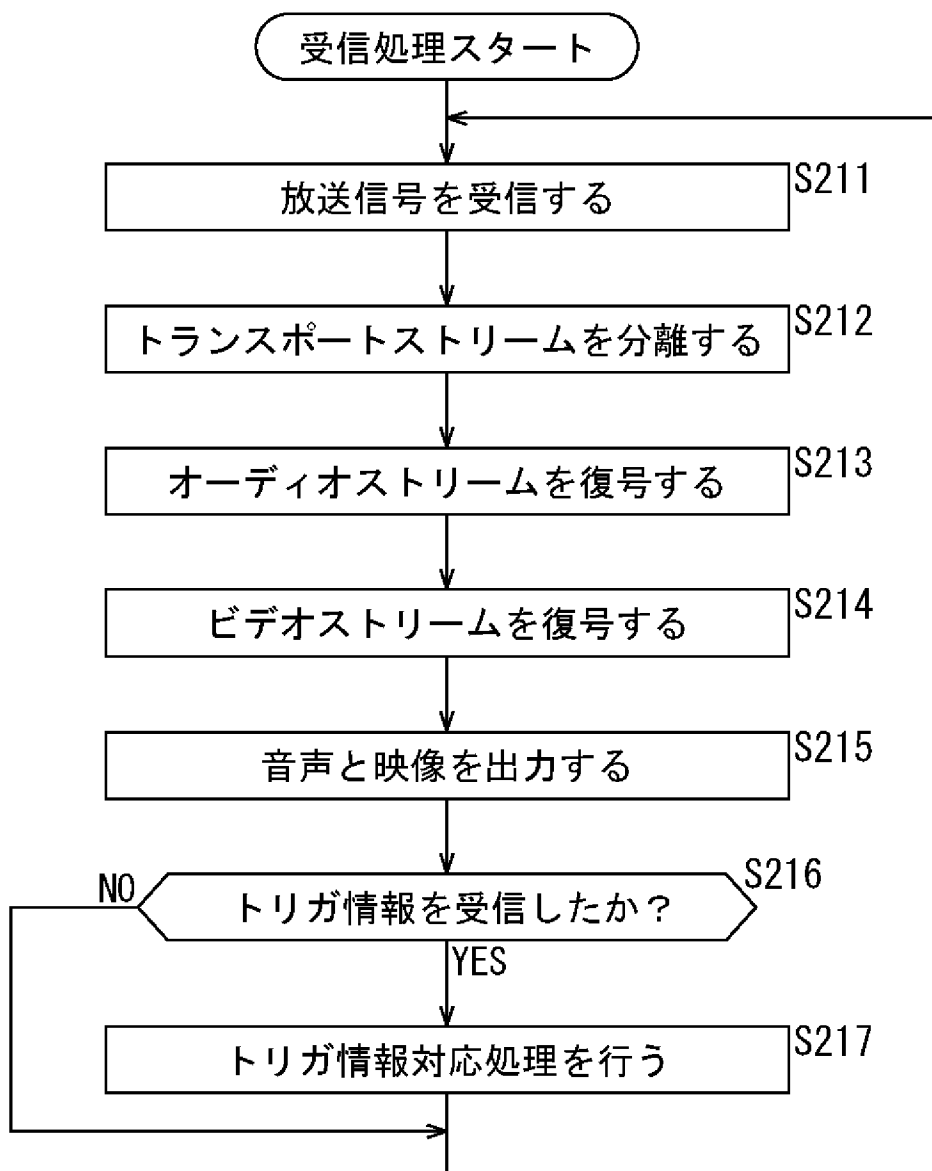 受信処理スタート
放送信号を受信する
S211
トランスポートストリームを分離する
S212
オーディオストリームを復号する
S213
ビデオストリームを復号する
S214
音声と映像を出力する
S215
トリガ情報を受信したか?
S216
NO
YES
トリガ情報対応処理を行う
S217